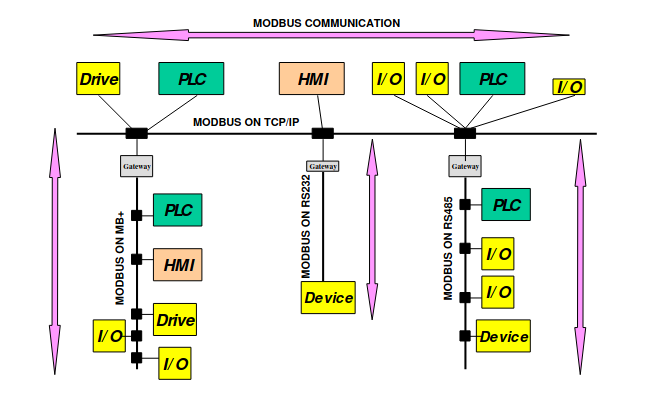 MODBUS COMMUNICATION
Drive
PLC
HMI
I/O
I/O
PLC
I/O
MODBUS ON TCP/IP
Gateway
Gateway
Gateway
MODBUS ON MB+
PLC
HMI
Drive
I/O
I/O
MODBUS ON RS232
Device
MODBUS ON RS485
PLC
I/O
I/O
Device